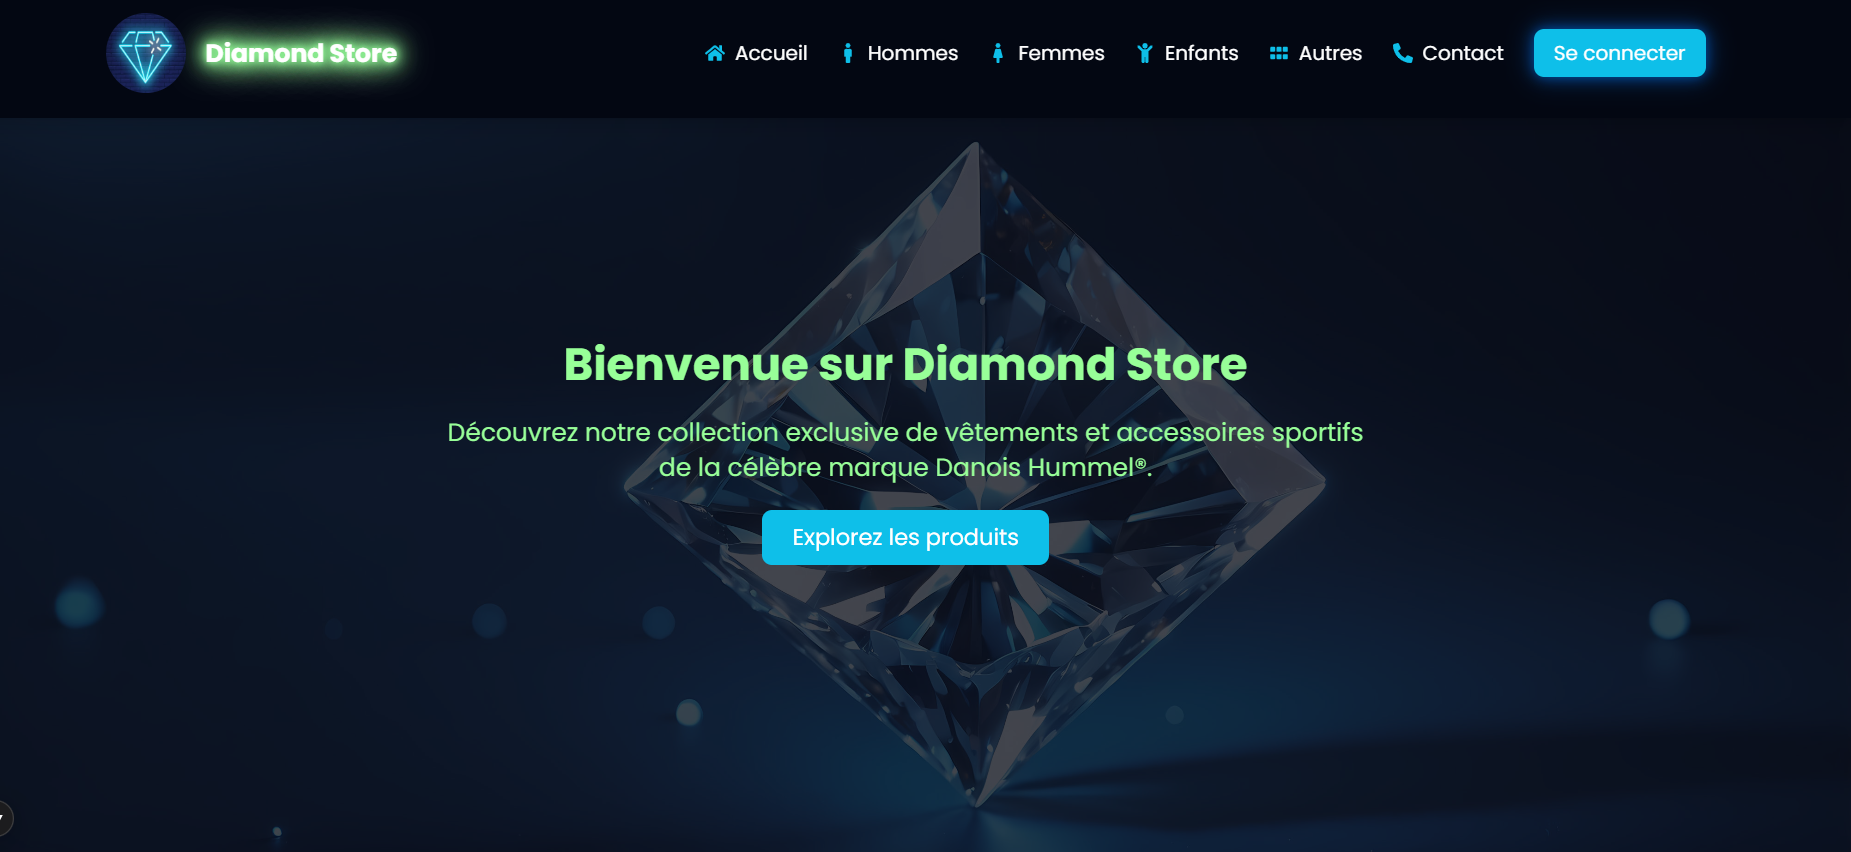 Diamond Store
Accueil Hommes Femmes Enfants Autres Contact Se connecter
Bienvenue sur Diamond Store
Découvrez notre collection exclusive de vêtements et accessoires sportifs
de la célèbre marque Danois Hummel®.
Explorez les produits